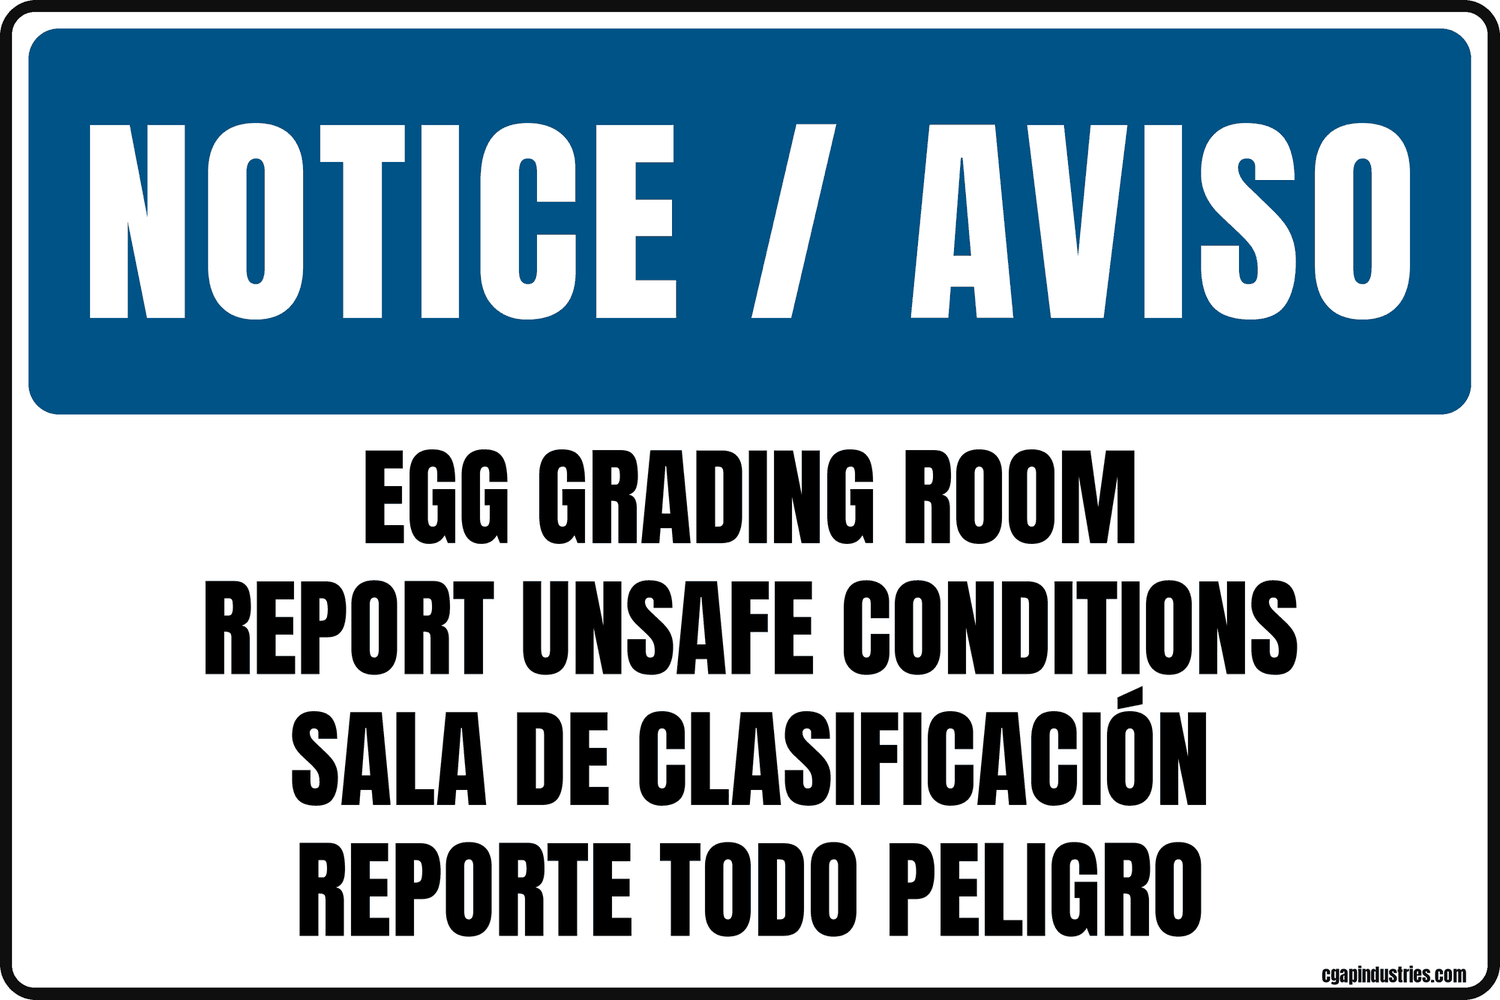 NOTICE / AVISO
EGG GRADING ROOM
REPORT UNSAFE CONDITIONS
SALA DE CLASIFICACIÓN
REPORTE TODO PELIGRO
cgapindustries.com